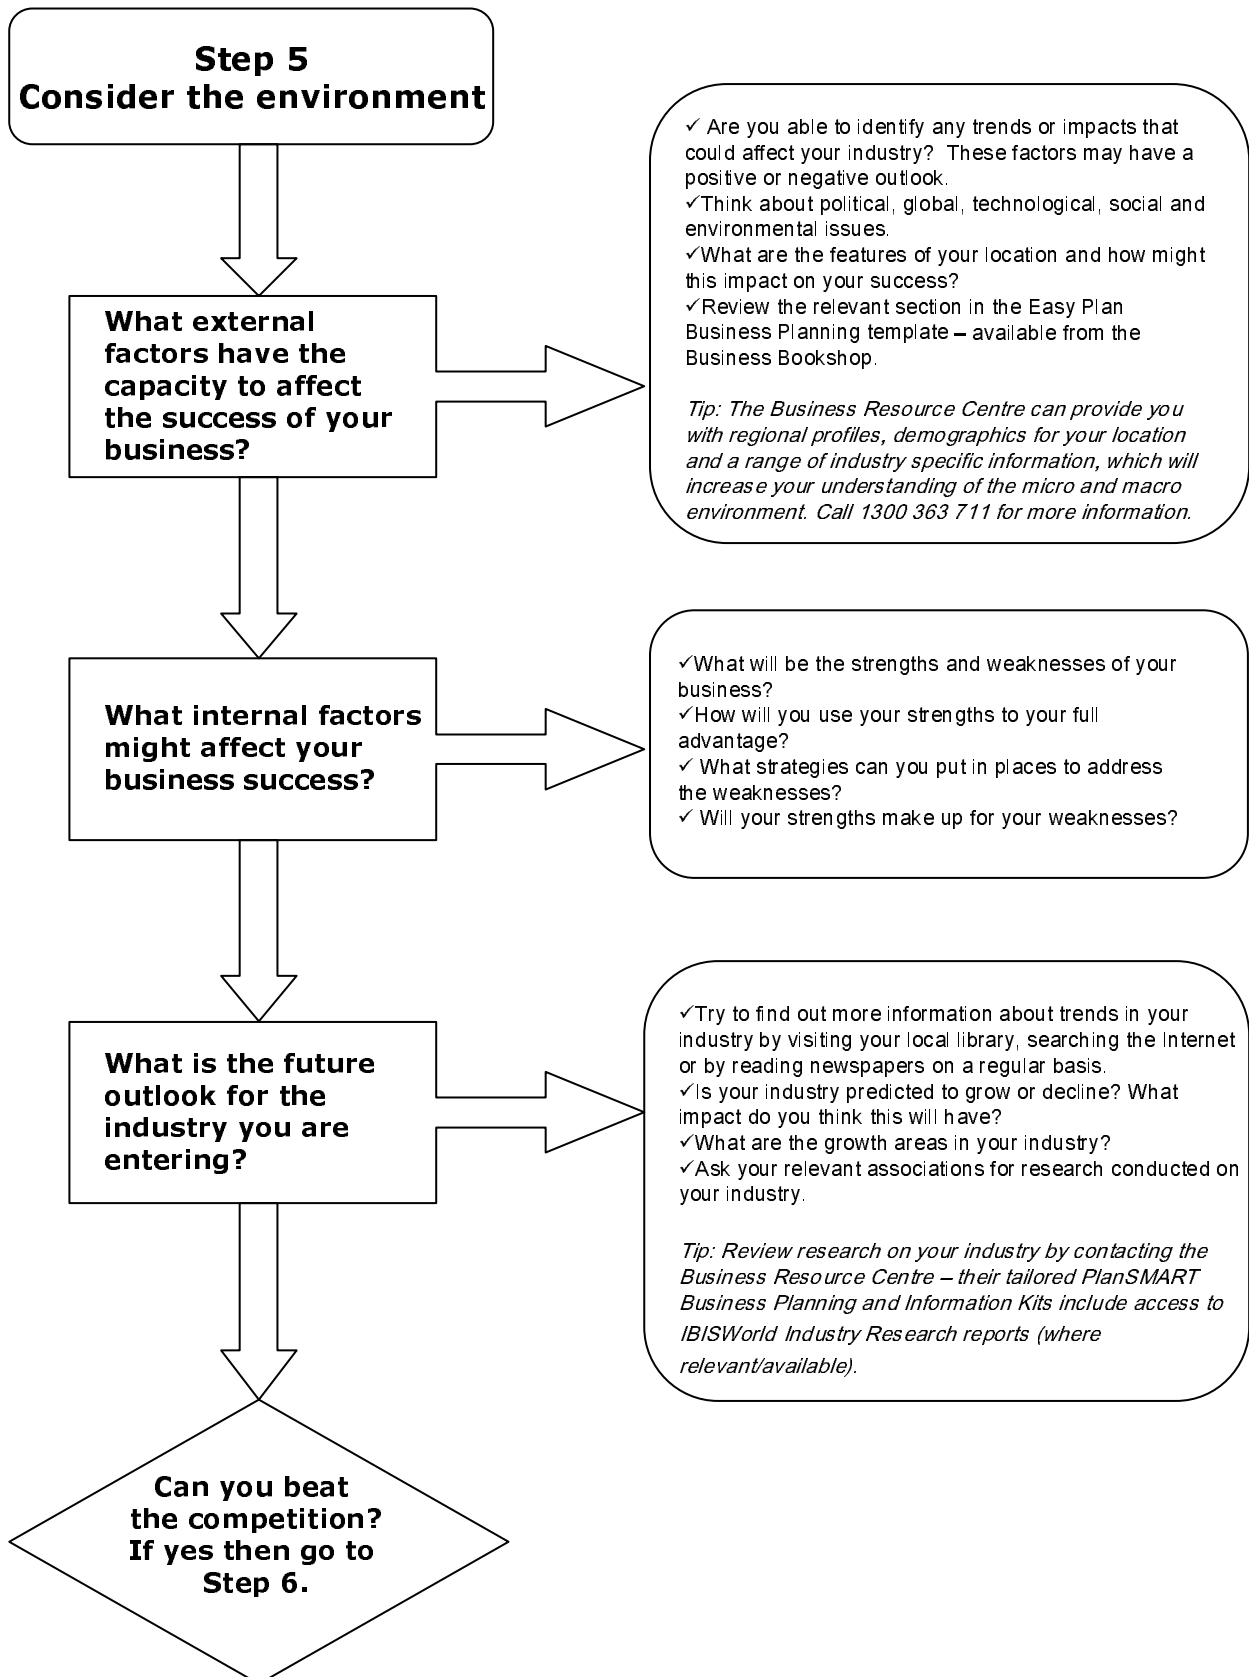 Step 5
Consider the environment
✓ Are you able to identify any trends or impacts that
could affect your industry?  These factors may have a
positive or negative outlook.
✓Think about political, global, technological, social and
environmental issues.
✓What are the features of your location and how might
this impact on your success?
✓Review the relevant section in the Easy Plan
Business Planning template – available from the
Business Bookshop.
Tip: The Business Resource Centre can provide you
with regional profiles, demographics for your location
and a range of industry specific information, which will
increase your understanding of the micro and macro
environment. Call 1300 363 711 for more information.
What external
factors have the
capacity to affect
the success of your
business?
What internal factors
might affect your
business success?
✓What will be the strengths and weaknesses of your
business?
✓How will you use your strengths to your full
advantage?
✓ What strategies can you put in places to address
the weaknesses?
✓ Will your strengths make up for your weaknesses?
What is the future
outlook for the
industry you are
entering?
✓Try to find out more information about trends in your
industry by visiting your local library, searching the Internet
or by reading newspapers on a regular basis.
✓Is your industry predicted to grow or decline? What
impact do you think this will have?
✓What are the growth areas in your industry?
✓Ask your relevant associations for research conducted on
your industry.
Tip: Review research on your industry by contacting the
Business Resource Centre – their tailored PlanSMART
Business Planning and Information Kits include access to
IBISWorld Industry Research reports (where
relevant/available).
Can you beat
the competition?
If yes then go to
Step 6.